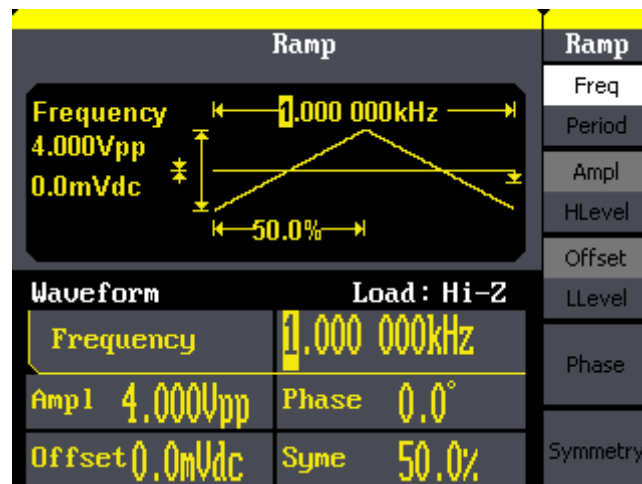 Ramp
Frequency 1.000 000kHz
4.000Vpp
0.0mVdc
50.0%
Waveform Load: Hi-Z
Frequency 1.000 000kHz
Ampl 4.000Vpp Phase 0.0°
Offset 0.0mVdc Syme 50.0%
Ramp
Freq
Period
Ampl
HLevel
Offset
LLevel
Phase
Symmetry